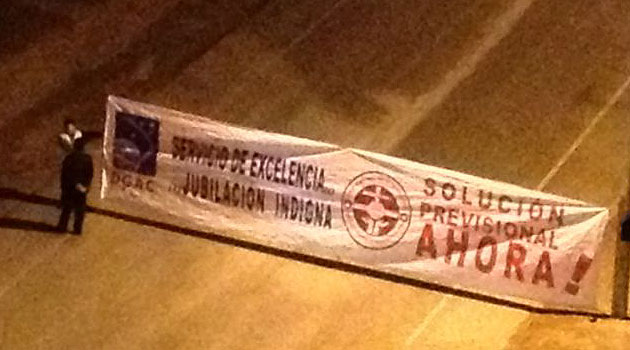 DGAC
SERVICIO DE EXCELENCIA...
...JUBILACION INDIGNA
SOLUCIÓN
PREVISIONAL
AHORA!